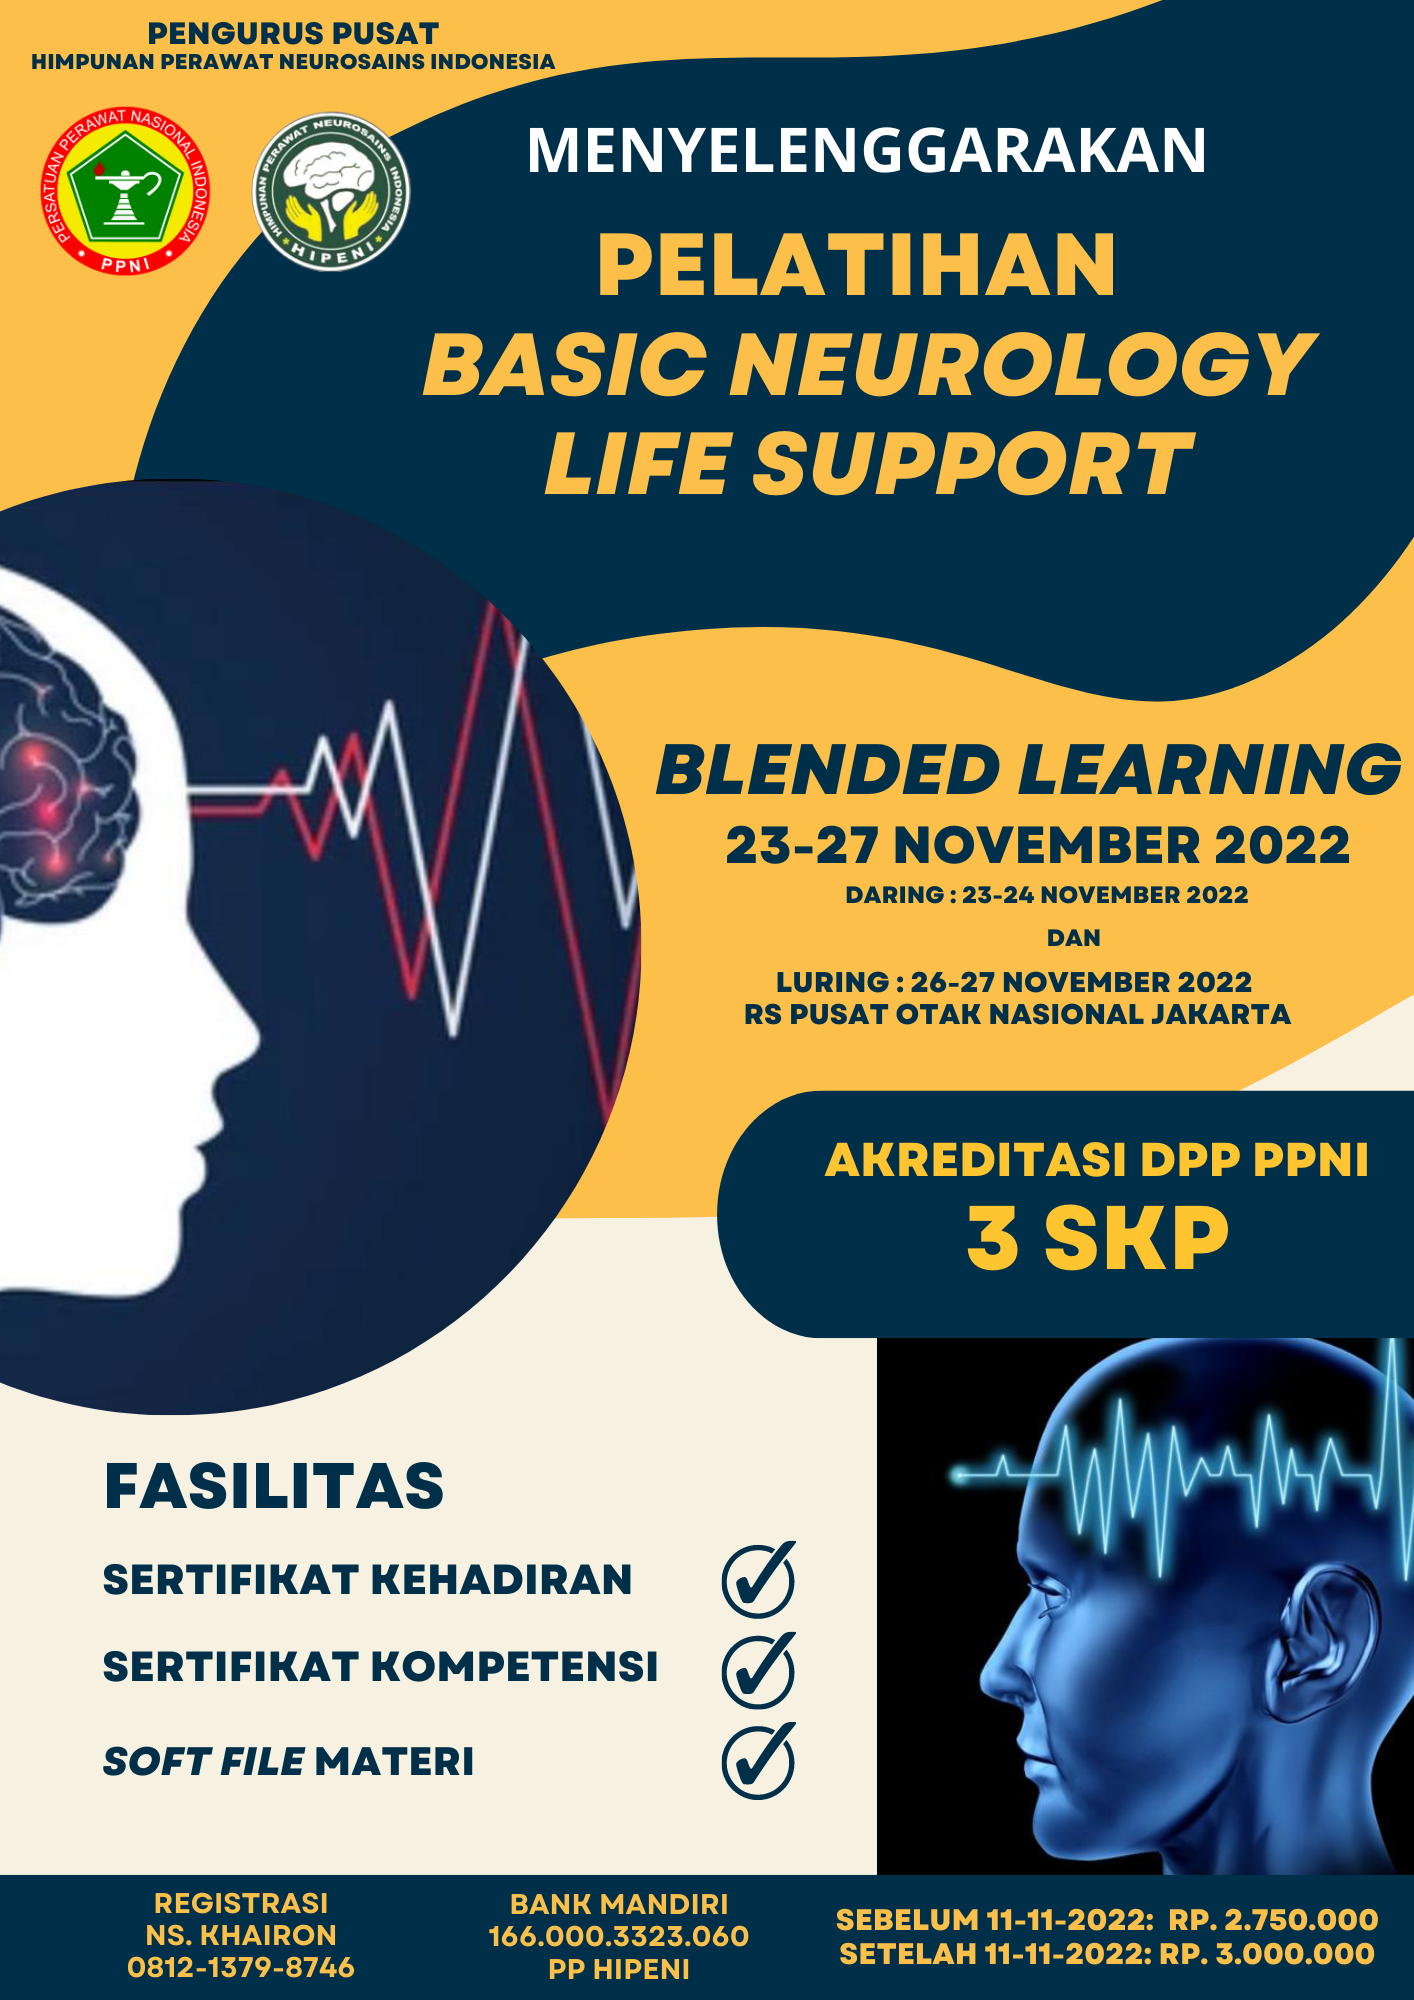 PENGURUS PUSAT
HIMPUNAN PERAWAT NEUROSAINS INDONESIA
PERSATUAN PERAWAT NASIONAL INDONESIA
PPNI
HIMPUNAN PERAWAT NEUROSAINS INDONESIA
HIPENI
MENYELENGGARAKAN
PELATIHAN
BASIC NEUROLOGY
LIFE SUPPORT
BLENDED LEARNING
23-27 NOVEMBER 2022
DARING : 23-24 NOVEMBER 2022
DAN
LURING : 26-27 NOVEMBER 2022
RS PUSAT OTAK NASIONAL JAKARTA
AKREDITASI DPP PPNI
3 SKP
FASILITAS
SERTIFIKAT KEHADIRAN
SERTIFIKAT KOMPETENSI
SOFT FILE MATERI
REGISTRASI
NS. KHAIRON
0812-1379-8746
BANK MANDIRI
166.000.3323.060
PP HIPENI
SEBELUM 11-11-2022: RP. 2.750.000
SETELAH 11-11-2022: RP. 3.000.000